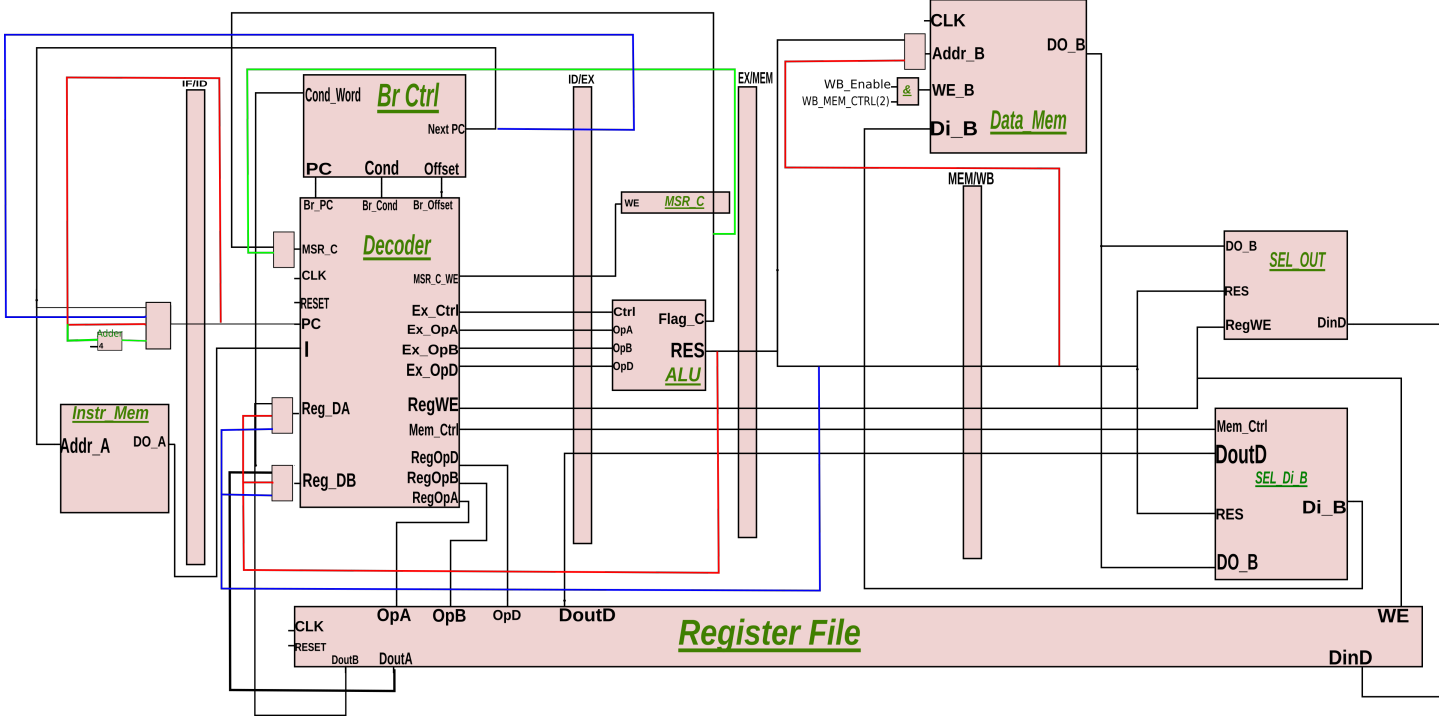 CLK
Addr_B
DO_B
WB_Enable
WB_MEM_CTRL(2)
&
WE_B
Di_B
Data_Mem
IF/ID
ID/EX
EX/MEM
MEM/WB
Cond_Word
Br Ctrl
Next PC
PC
Cond
Offset
Br_PC
Br_Cond
Br_Offset
Decoder
MSR_C
CLK
RESET
PC
I
Reg_DA
Reg_DB
MSR_C_WE
Ex_Ctrl
Ex_OpA
Ex_OpB
Ex_OpD
RegWE
Mem_Ctrl
RegOpD
RegOpB
RegOpA
WE
MSR_C
Ctrl
OpA
OpB
OpD
Flag_C
RES
ALU
Adder
4
Instr_Mem
Addr_A
DO_A
DO_B
SEL_OUT
RES
RegWE
DinD
Mem_Ctrl
DoutD
SEL_Di_B
Di_B
RES
DO_B
OpA
OpB
OpD
DoutD
WE
CLK
RESET
Register File
DoutB
DoutA
DinD